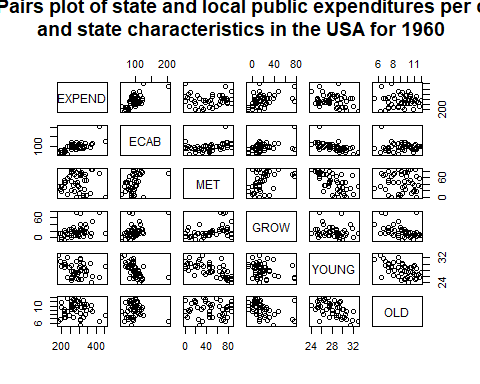 Pairs plot of state and local public expenditures per
and state characteristics in the USA for 1960
100 200
0 40 80
6 8 11
EXPEND
200
100
ECAB
MET
0 60
0 60
GROW
YOUNG
24 32
6 10
OLD
200 400
0 40 80
24 28 32